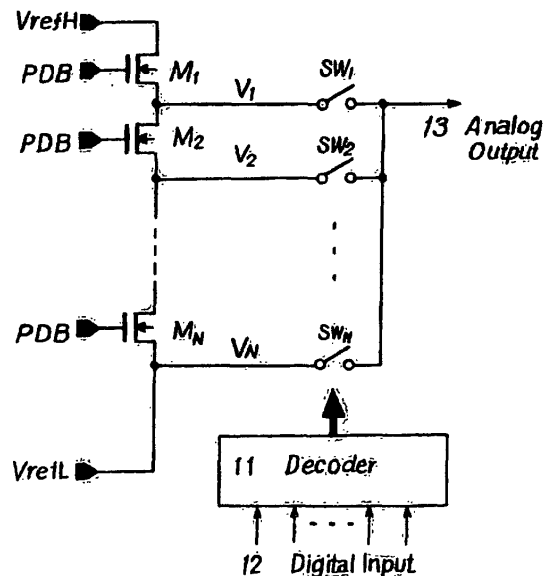 VrefH
PDB M1 V1 SW1
13 Analog Output
PDB M2 V2 SW2
PDB MN VN SWN
VrefL
11 Decoder
12 Digital Input